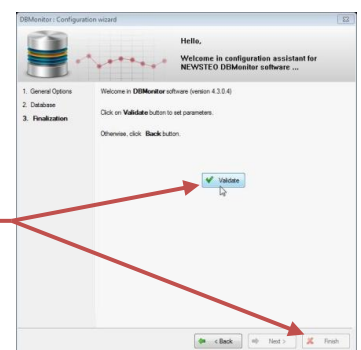 DBMonitor : Configuration wizard
Hello,
Welcome in configuration assistant for
NEWSTEO DBMonitor software ...
1. General Options
2. Database
3. Finalization
Welcome in DBMonitor software (version 4.3.0.4)
Click on Validate button to set parameters.
Otherwise, click Back button.
Validate
< Back
Next >
Finish